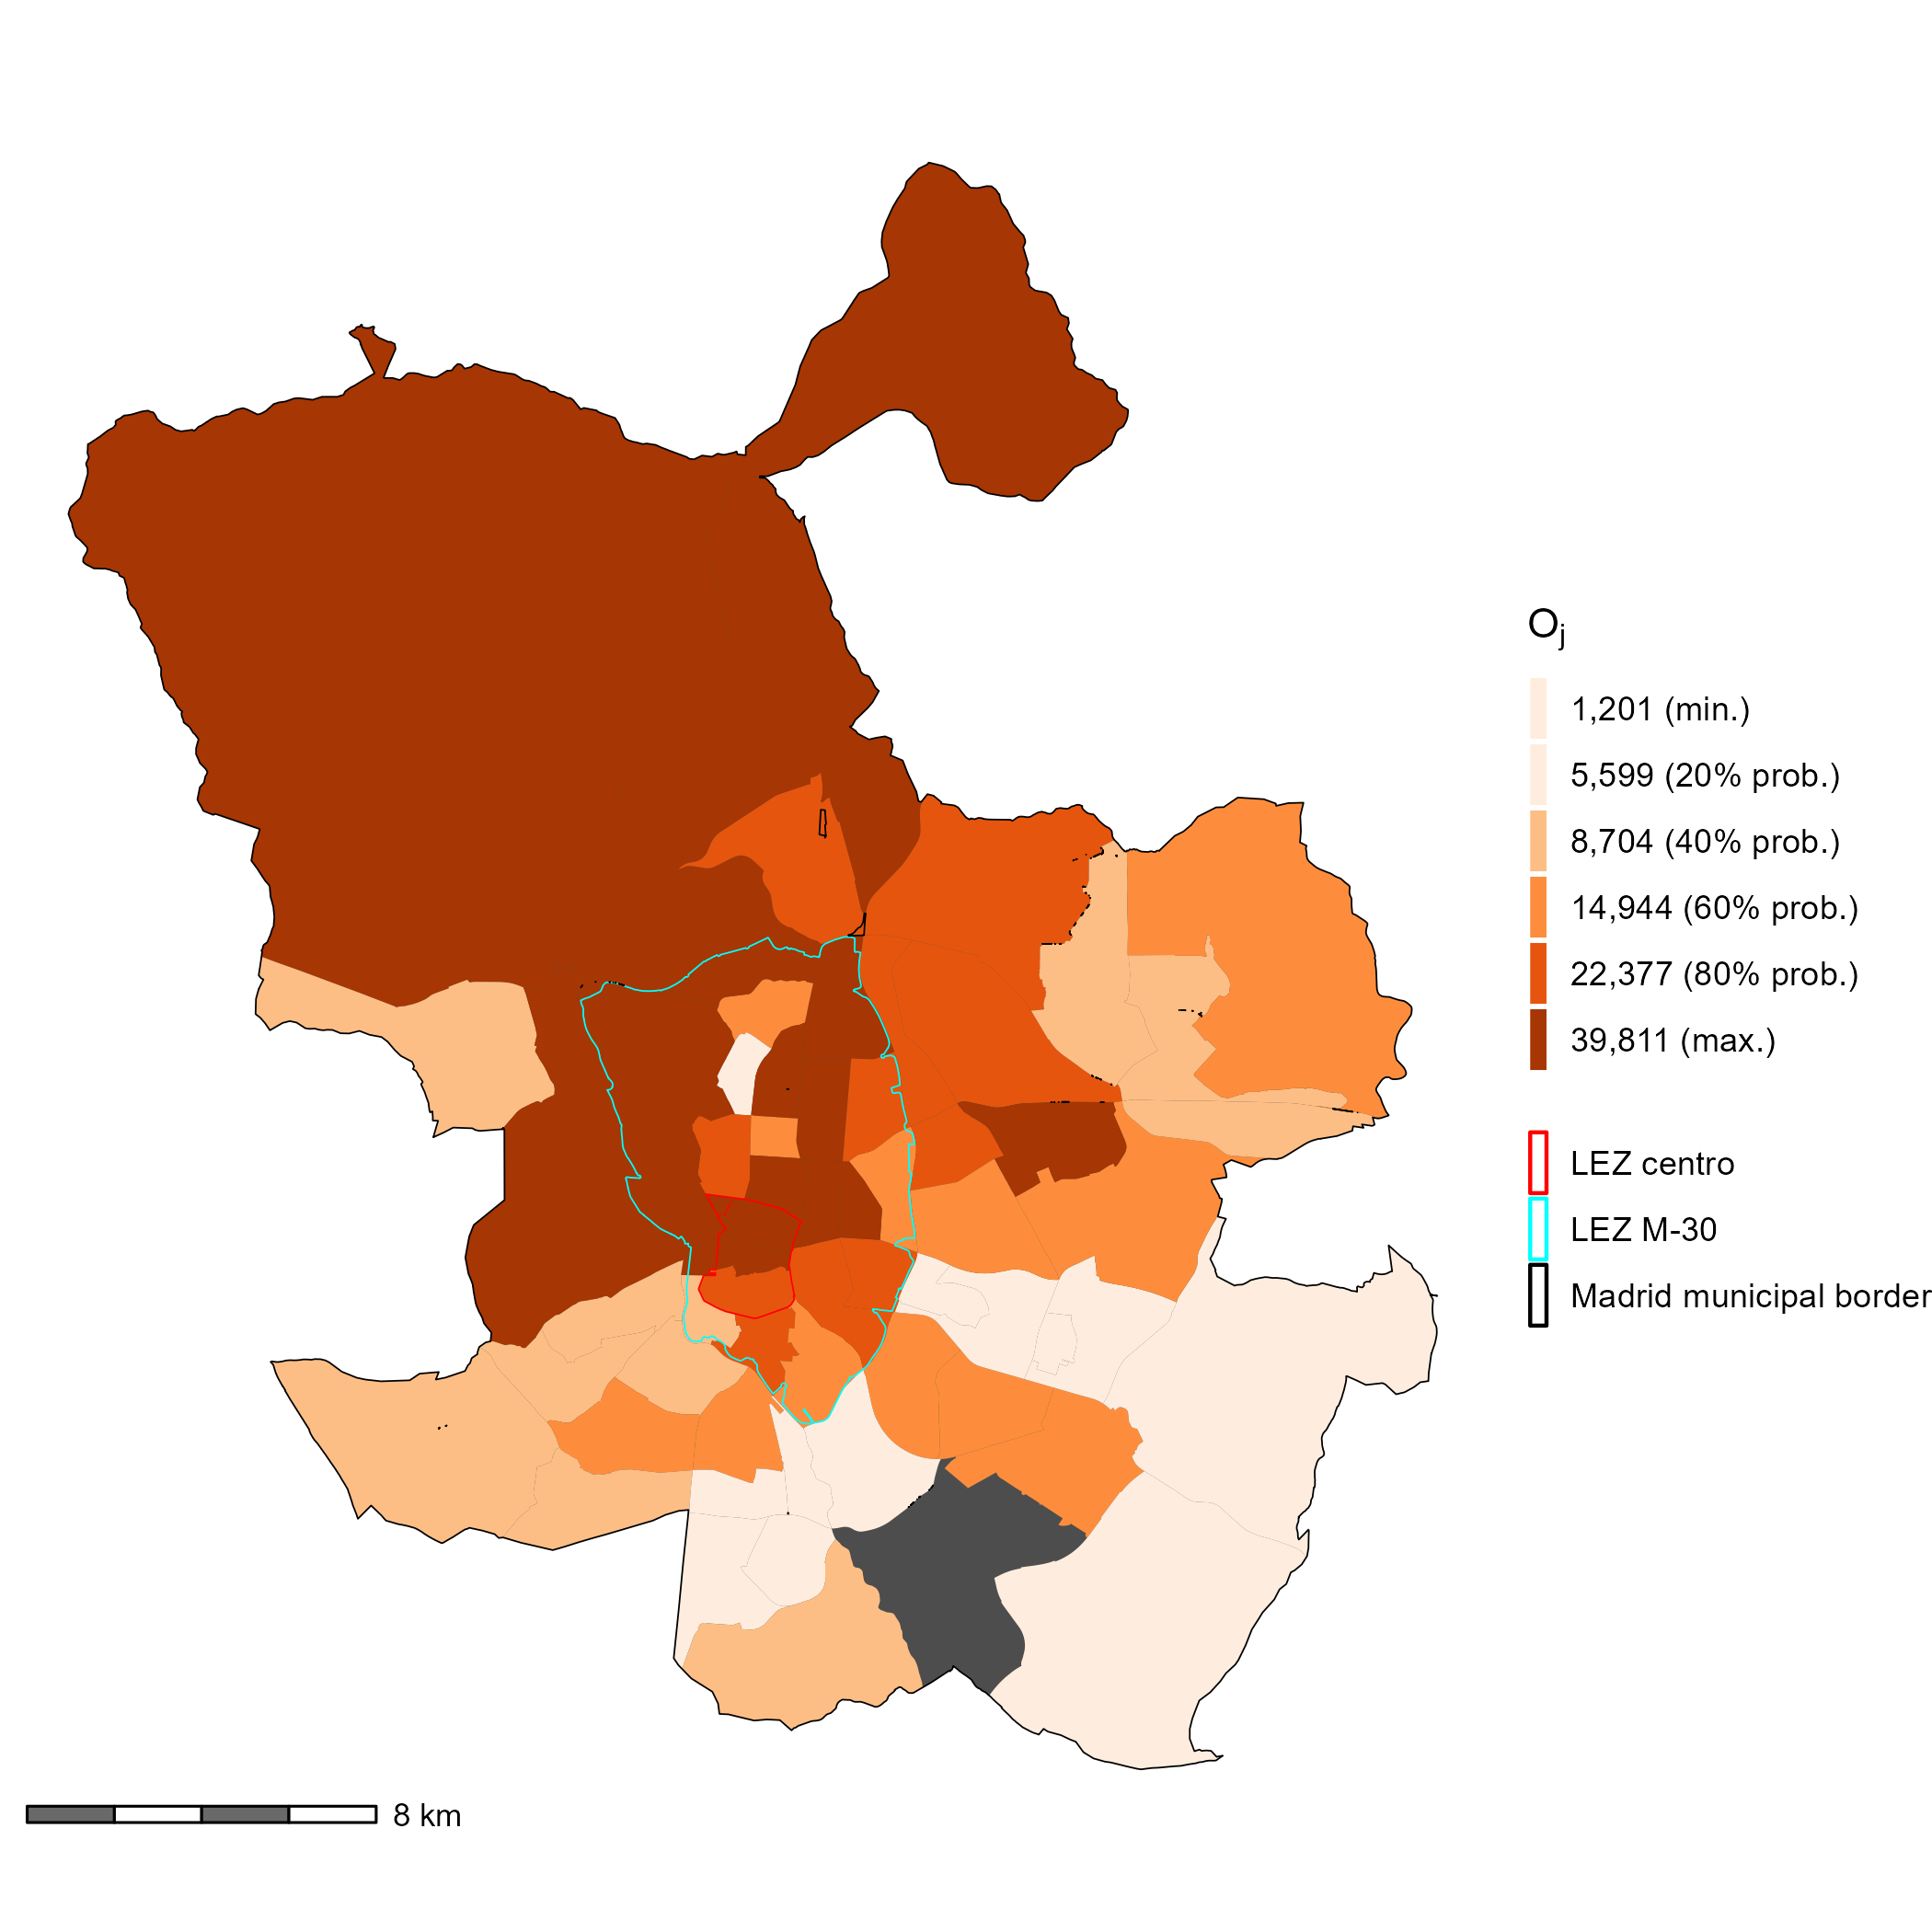 Oj
1,201 (min.)
5,599 (20% prob.)
8,704 (40% prob.)
14,944 (60% prob.)
22,377 (80% prob.)
39,811 (max.)
LEZ centro
LEZ M-30
Madrid municipal border
8 km